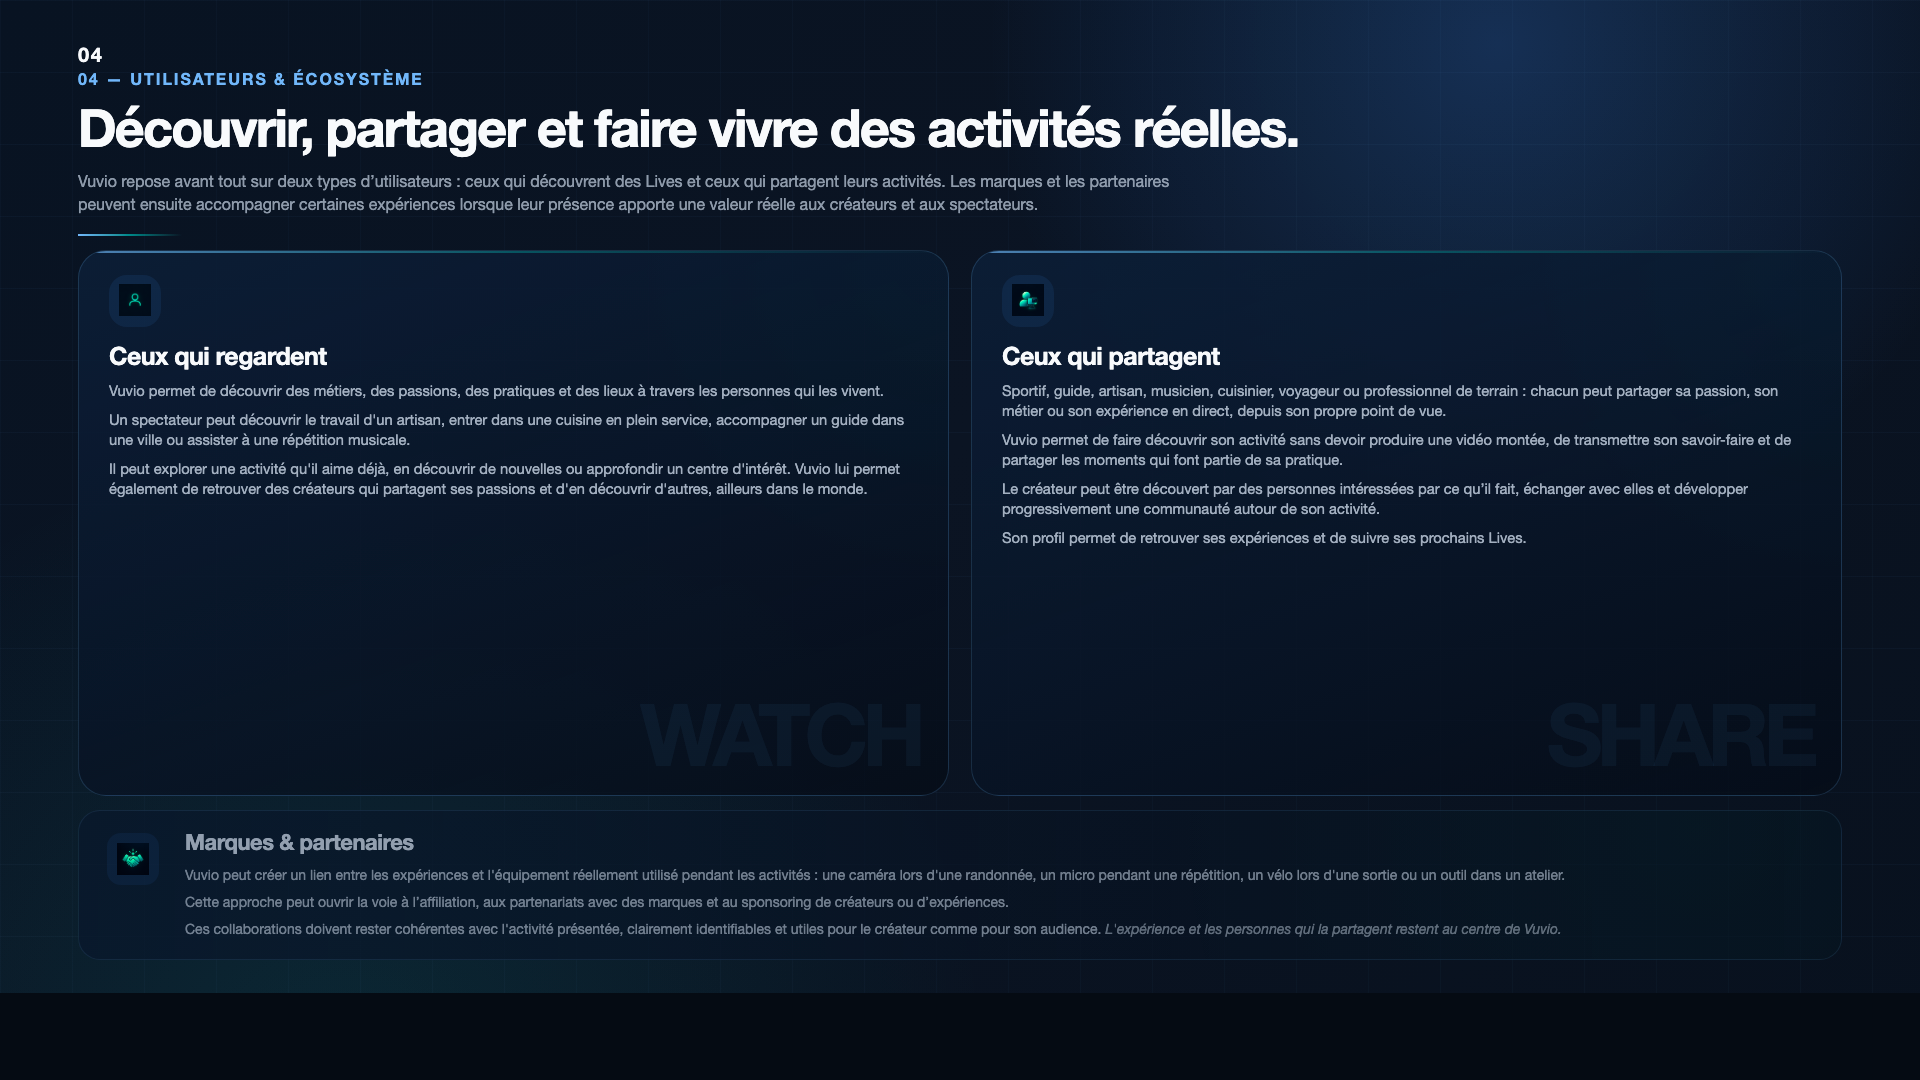 04
04 — UTILISATEURS & ÉCOSYSTÈME
Découvrir, partager et faire vivre des activités réelles.
Vuvio repose avant tout sur deux types d’utilisateurs : ceux qui découvrent des Lives et ceux qui partagent leurs activités. Les marques et les partenaires
peuvent ensuite accompagner certaines expériences lorsque leur présence apporte une valeur réelle aux créateurs et aux spectateurs.
Ceux qui regardent
Vuvio permet de découvrir des métiers, des passions, des pratiques et des lieux à travers les personnes qui les vivent.
Un spectateur peut découvrir le travail d'un artisan, entrer dans une cuisine en plein service, accompagner un guide dans
une ville ou assister à une répétition musicale.
Il peut explorer une activité qu'il aime déjà, en découvrir de nouvelles ou approfondir un centre d'intérêt. Vuvio lui permet
également de retrouver des créateurs qui partagent ses passions et d'en découvrir d'autres, ailleurs dans le monde.
WATCH
Ceux qui partagent
Sportif, guide, artisan, musicien, cuisinier, voyageur ou professionnel de terrain : chacun peut partager sa passion, son
métier ou son expérience en direct, depuis son propre point de vue.
Vuvio permet de faire découvrir son activité sans devoir produire une vidéo montée, de transmettre son savoir-faire et de
partager les moments qui font partie de sa pratique.
Le créateur peut être découvert par des personnes intéressées par ce qu’il fait, échanger avec elles et développer
progressivement une communauté autour de son activité.
Son profil permet de retrouver ses expériences et de suivre ses prochains Lives.
SHARE
Marques & partenaires
Vuvio peut créer un lien entre les expériences et l'équipement réellement utilisé pendant les activités : une caméra lors d'une randonnée, un micro pendant une répétition, un vélo lors d'une sortie ou un outil dans un atelier.
Cette approche peut ouvrir la voie à l’affiliation, aux partenariats avec des marques et au sponsoring de créateurs ou d’expériences.
Ces collaborations doivent rester cohérentes avec l'activité présentée, clairement identifiables et utiles pour le créateur comme pour son audience. L'expérience et les personnes qui la partagent restent au centre de Vuvio.